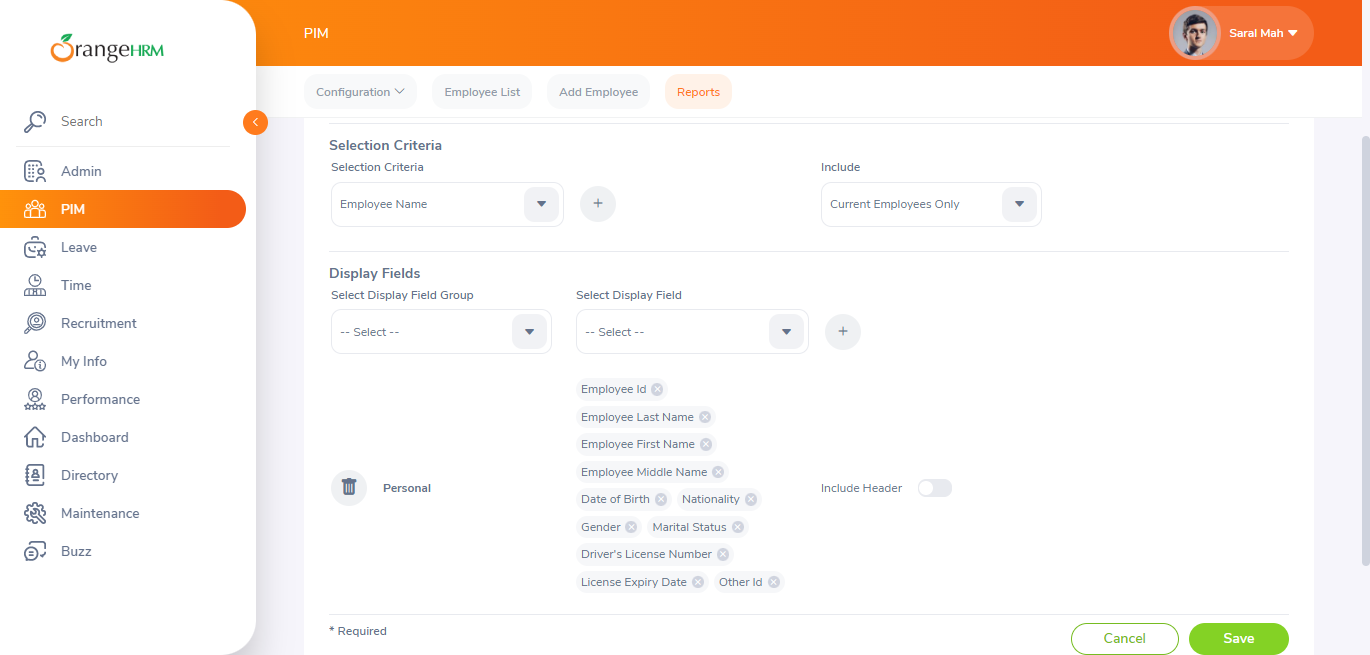 OrangeHRM
PIM
Saral Mah
Configuration
Employee List
Add Employee
Reports
Search
Admin
PIM
Leave
Time
Recruitment
My Info
Performance
Dashboard
Directory
Maintenance
Buzz
Selection Criteria
Selection Criteria
Include
Employee Name
+
Current Employees Only
Display Fields
Select Display Field Group
Select Display Field
-- Select --
-- Select --
+
Employee Id
Employee Last Name
Employee First Name
Employee Middle Name
Date of Birth Nationality
Gender Marital Status
Driver's License Number
License Expiry Date Other Id
Personal
Include Header
* Required
Cancel
Save